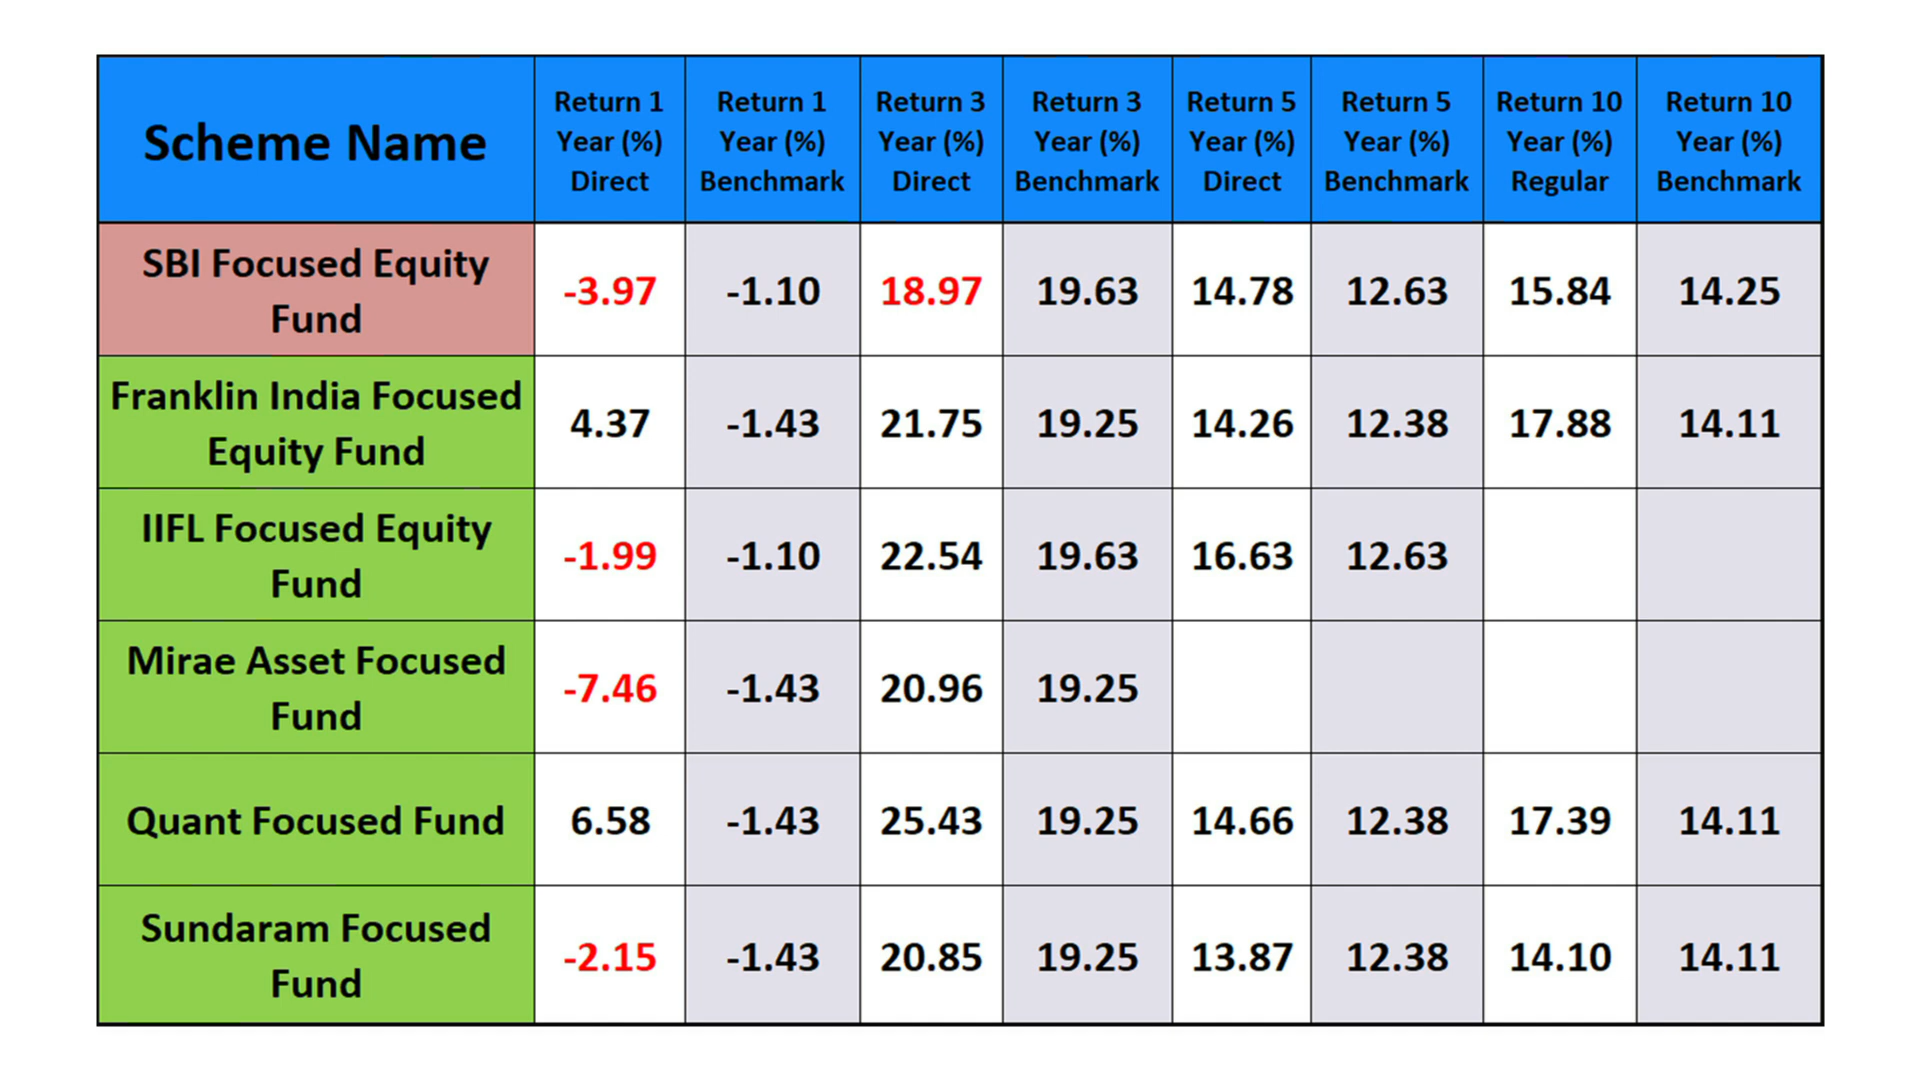 Scheme Name
Return 1 Year (%) Direct
Return 1 Year (%) Benchmark
Return 3 Year (%) Direct
Return 3 Year (%) Benchmark
Return 5 Year (%) Direct
Return 5 Year (%) Benchmark
Return 10 Year (%) Regular
Return 10 Year (%) Benchmark
SBI Focused Equity Fund -3.97 -1.10 18.97 19.63 14.78 12.63 15.84 14.25
Franklin India Focused Equity Fund 4.37 -1.43 21.75 19.25 14.26 12.38 17.88 14.11
IIFL Focused Equity Fund -1.99 -1.10 22.54 19.63 16.63 12.63
Mirae Asset Focused Fund -7.46 -1.43 20.96 19.25
Quant Focused Fund 6.58 -1.43 25.43 19.25 14.66 12.38 17.39 14.11
Sundaram Focused Fund -2.15 -1.43 20.85 19.25 13.87 12.38 14.10 14.11